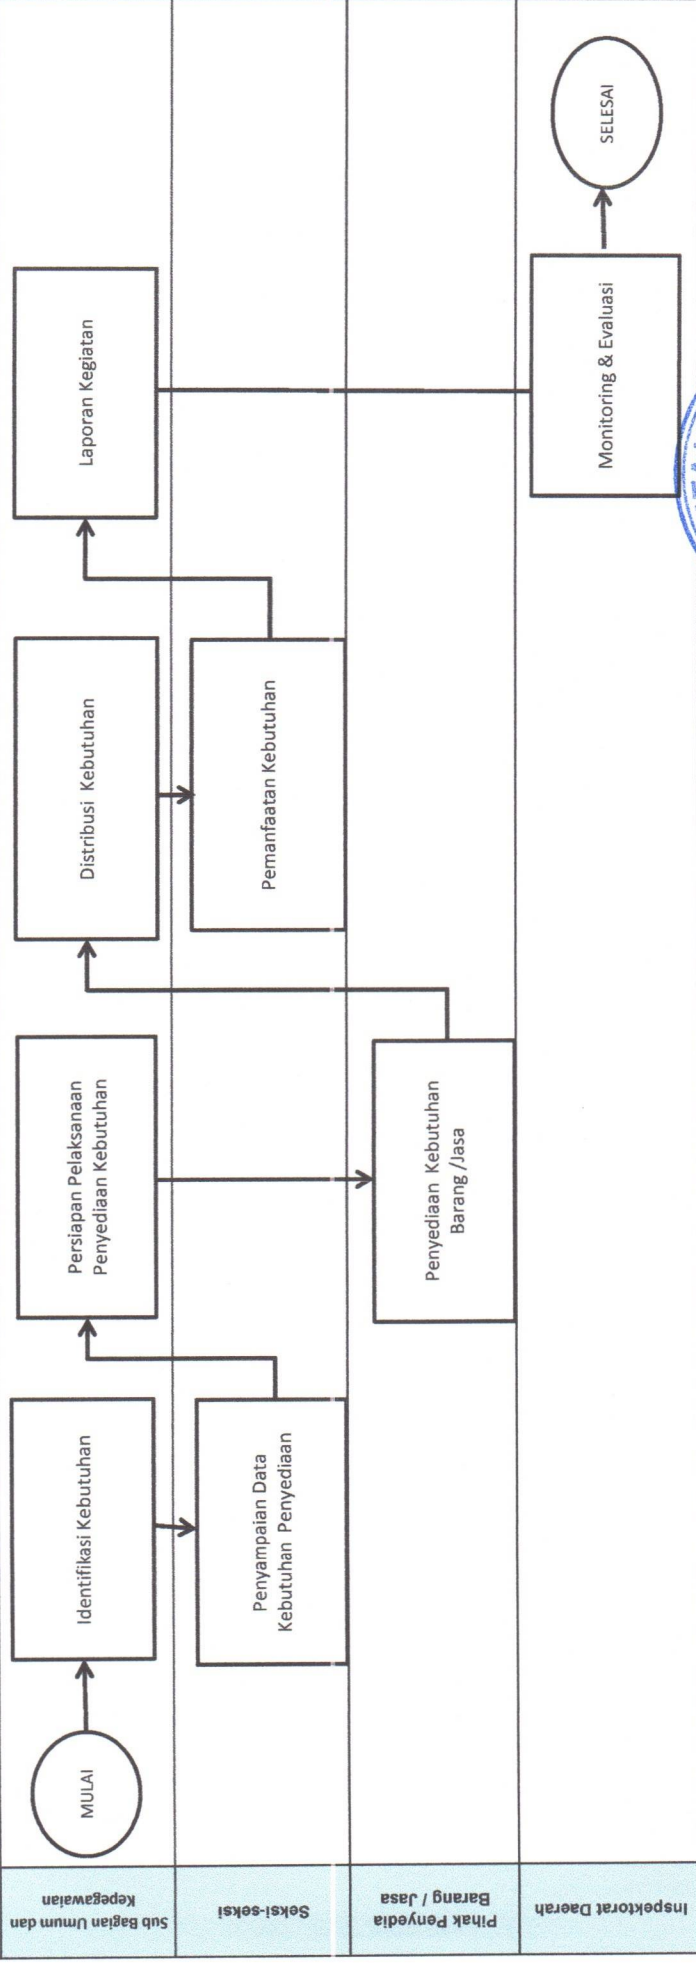 Sub Bagian Umum dan
Kepegawaian
MULAI
Identifikasi Kebutuhan
Persiapan Pelaksanaan
Penyediaan Kebutuhan
Distribusi Kebutuhan
Laporan Kegiatan
Seksi-seksi
Penyampaian Data
Kebutuhan Penyediaan
Pemanfaatan Kebutuhan
Pihak Penyedia
Barang / Jasa
Penyediaan Kebutuhan
Barang /Jasa
Inspektorat Daerah
Monitoring & Evaluasi
SELESAI